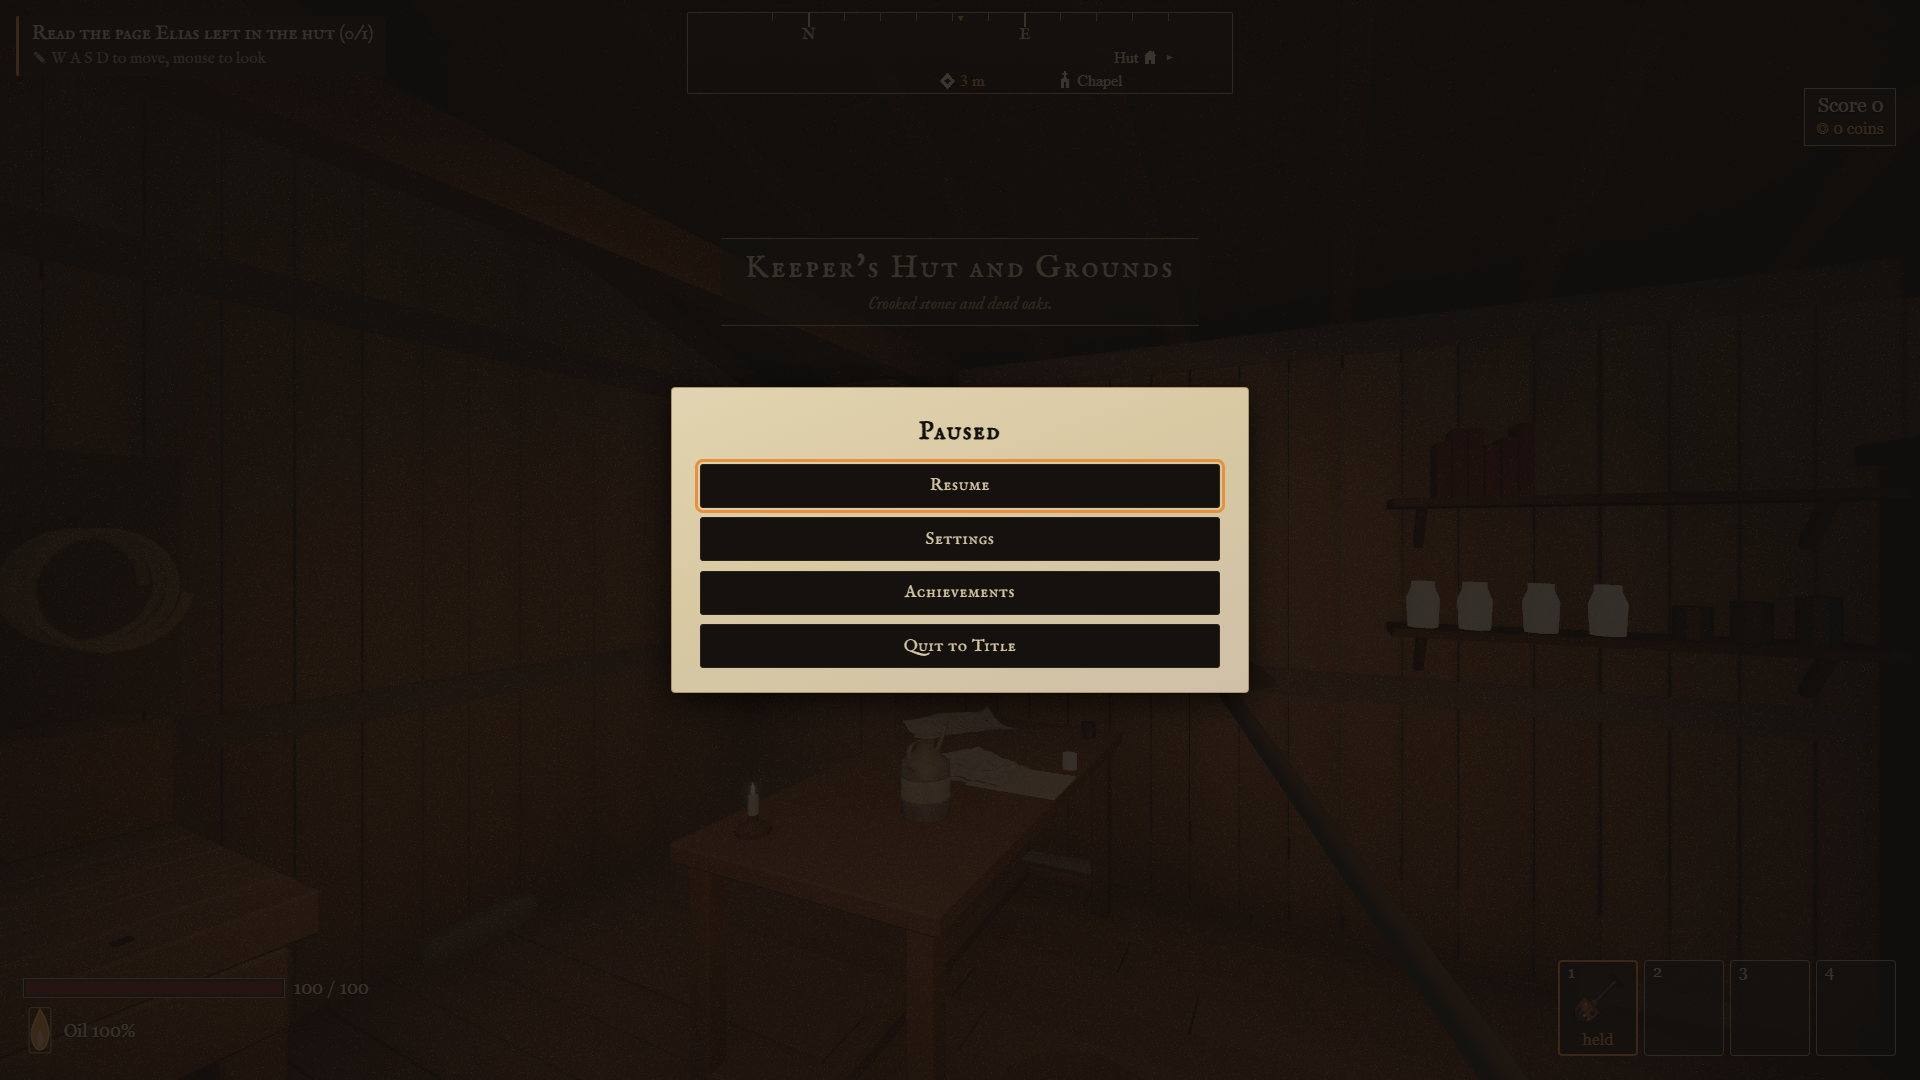 Read the page Elias left in the hut (0/1)
W A S D to move, mouse to look
N
E
Hut
3 m
Chapel
Score 0
0 coins
Keeper's Hut and Grounds
Crooked stones and dead oaks.
Paused
Resume
Settings
Achievements
Quit to Title
100 / 100
Oil 100%
1
2
3
4
held